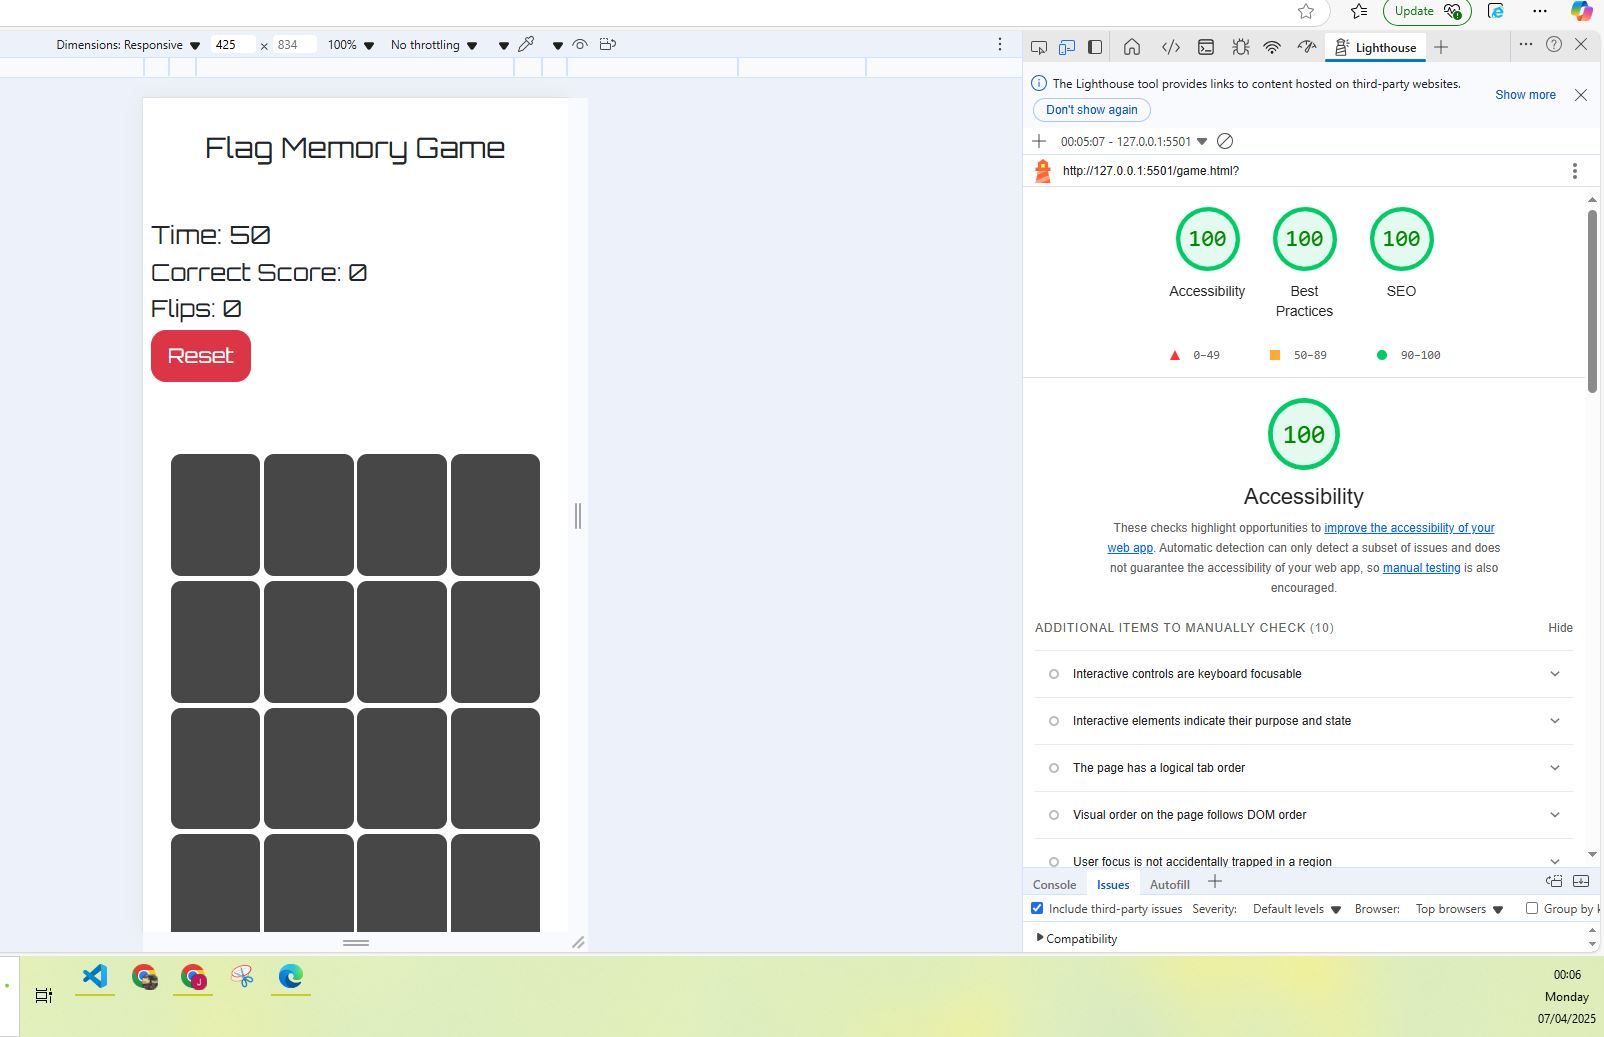 Update
Dimensions: Responsive 425 × 834 100% No throttling
Flag Memory Game
Time: 50
Correct Score: 0
Flips: 0
Reset
Lighthouse
The Lighthouse tool provides links to content hosted on third-party websites.
Show more
Don't show again
00:05:07 - 127.0.0.1:5501
http://127.0.0.1:5501/game.html?
100 100 100
Accessibility Best Practices SEO
0–49 50–89 90–100
100
Accessibility
These checks highlight opportunities to improve the accessibility of your
web app. Automatic detection can only detect a subset of issues and does
not guarantee the accessibility of your web app, so manual testing is also
encouraged.
ADDITIONAL ITEMS TO MANUALLY CHECK (10) Hide
Interactive controls are keyboard focusable
Interactive elements indicate their purpose and state
The page has a logical tab order
Visual order on the page follows DOM order
User focus is not accidentally trapped in a region
Console Issues Autofill
Include third-party issues Severity: Default levels Browser: Top browsers Group by k
Compatibility
J
00:06
Monday
07/04/2025